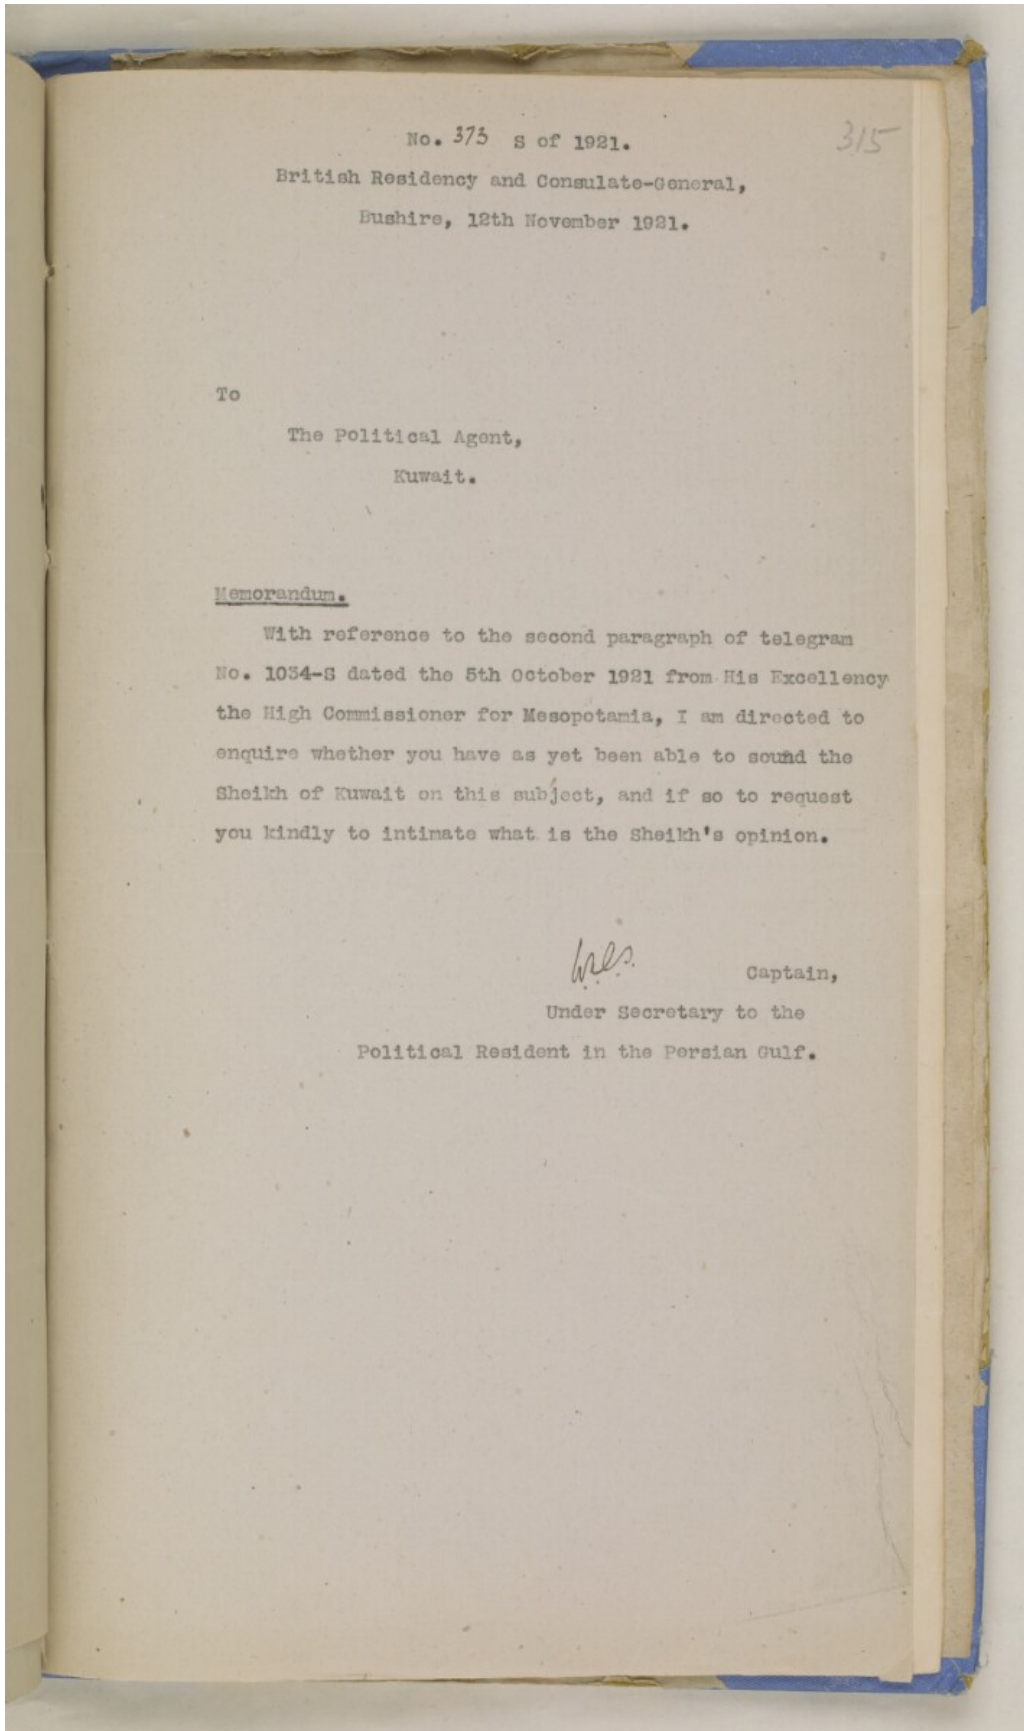 315
No. 373 S of 1921.
British Residency and Consulate-General,
Bushire, 12th November 1921.
To
The Political Agent,
Kuwait.
Memorandum.
With reference to the second paragraph of telegram
No. 1034-S dated the 5th October 1921 from His Excellency
the High Commissioner for Mesopotamia, I am directed to
enquire whether you have as yet been able to sound the
Sheikh of Kuwait on this subject, and if so to request
you kindly to intimate what is the Sheikh's opinion.
Captain,
Under Secretary to the
Political Resident in the Persian Gulf.